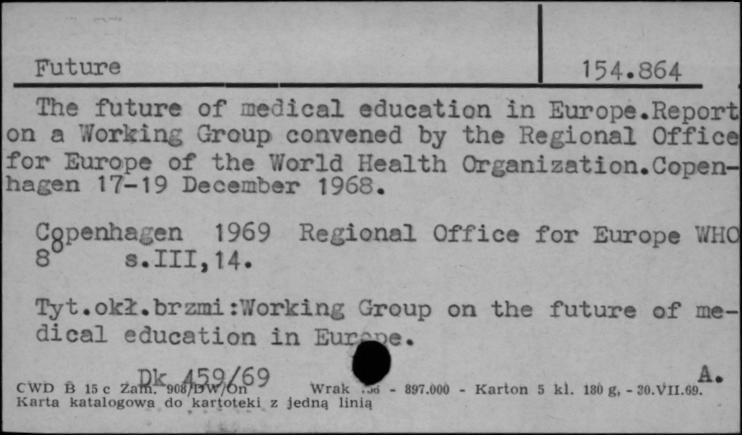 Future 154.864
The future of medical education in Europe.Report
on a Working Group convened by the Regional Office
for Europe of the World Health Organization.Copen-
hagen 17-19 December 1968.
Copenhagen 1969 Regional Office for Europe WHO
8° s.III,14.
Tyt.okł.brzmi:Working Group on the future of me-
dical education in Europe.
Dk 459/69 A.
CWD B 15 c Zam. 908/DW/On Wrak - 897.000 - Karton 5 kl. 180 g, - 30.VII.69.
Karta katalogowa do kartoteki z jedną linią